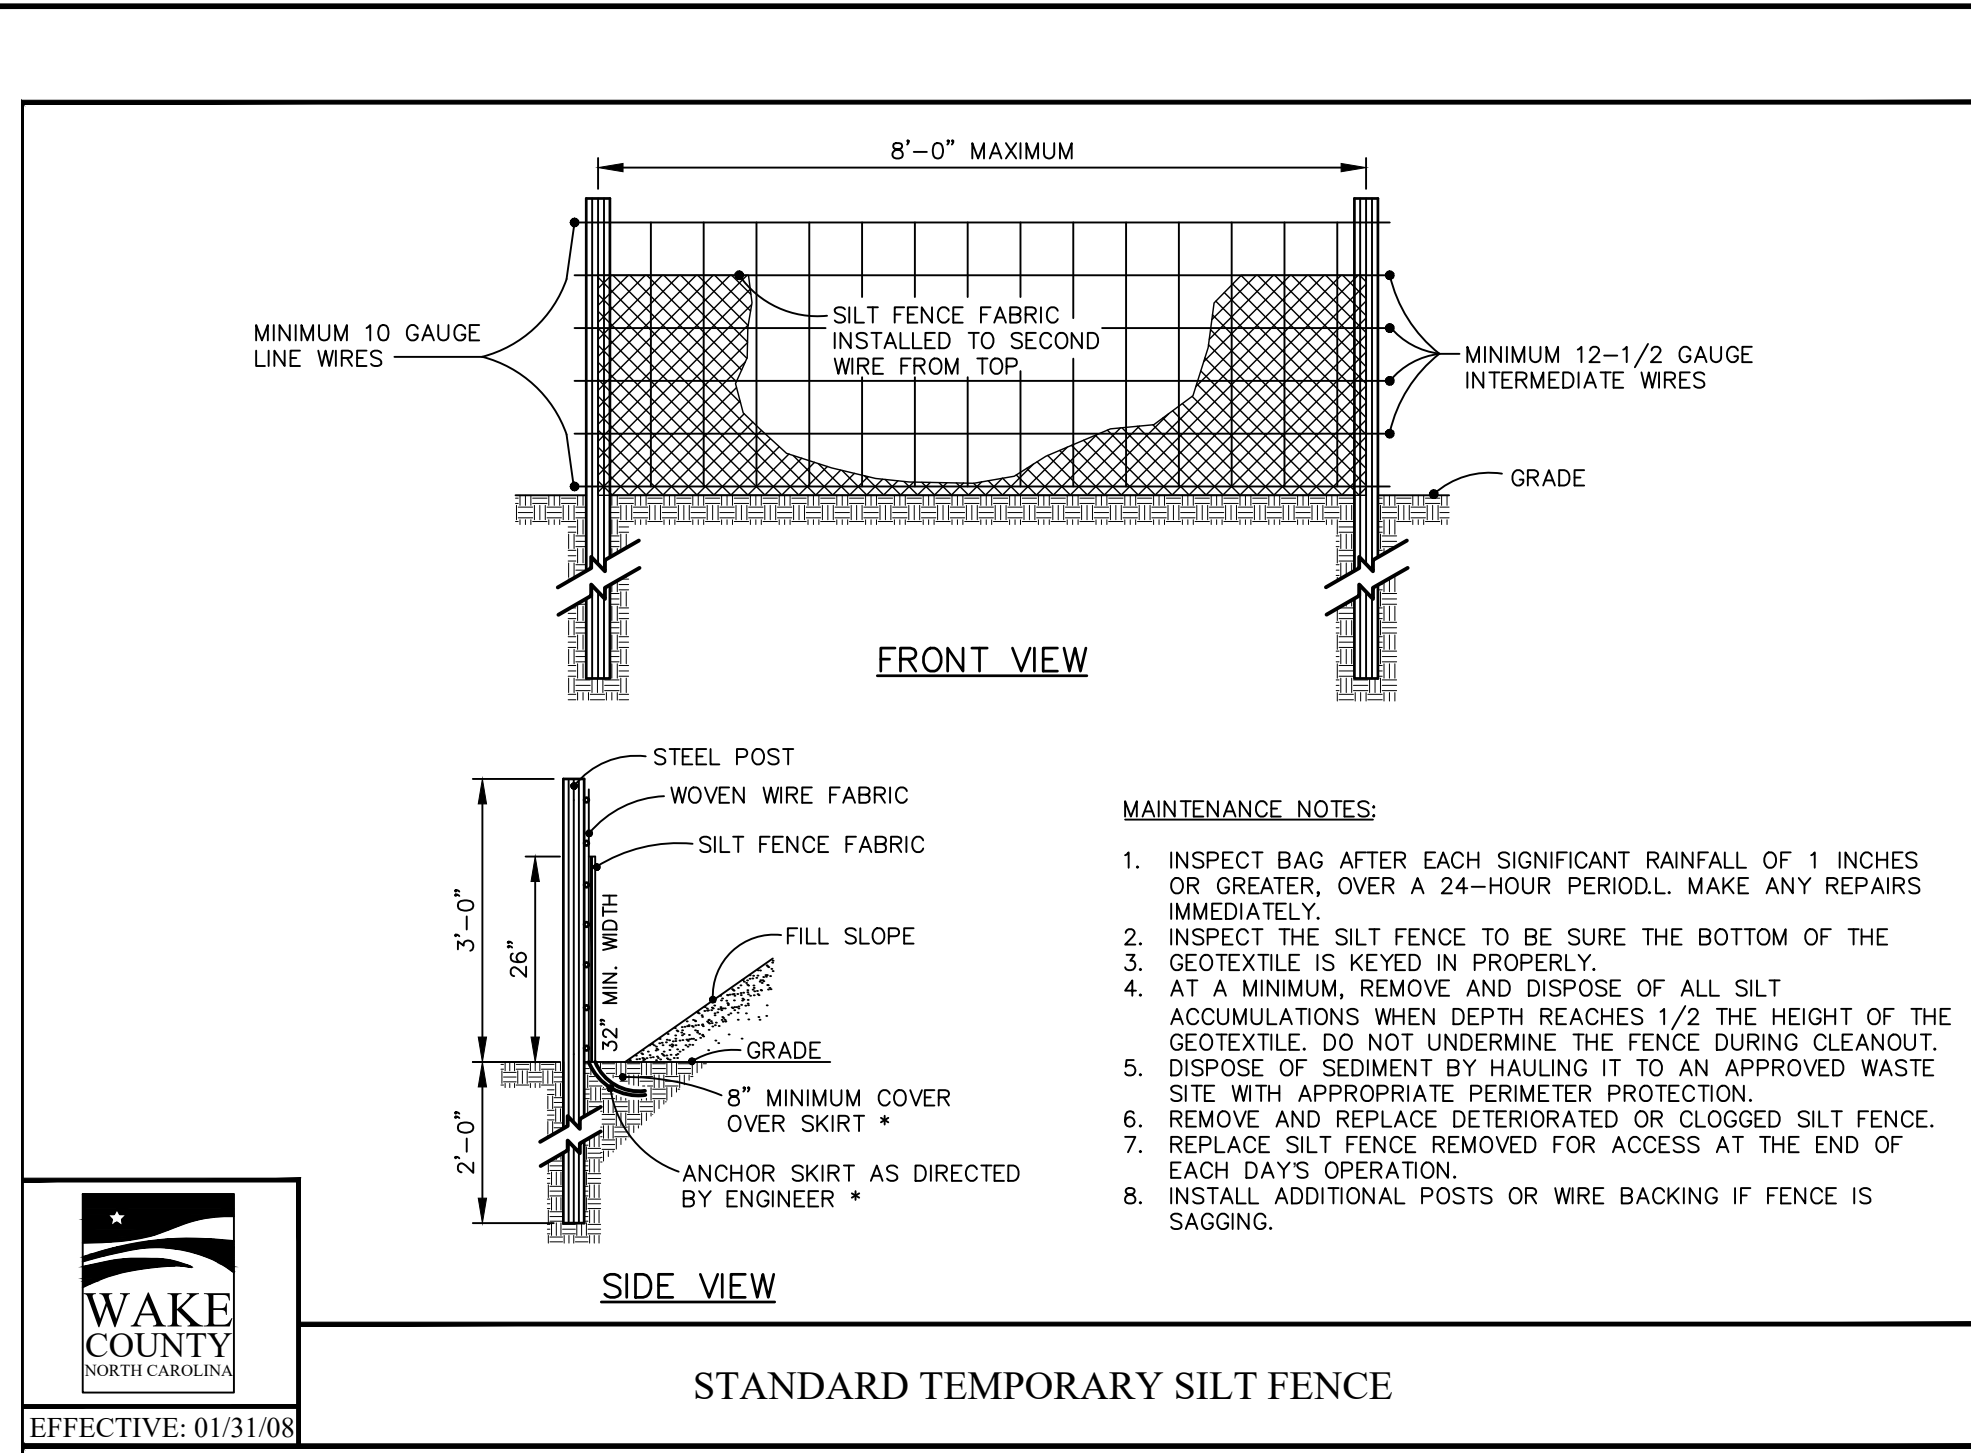 8'-0" MAXIMUM
MINIMUM 10 GAUGE
LINE WIRES
SILT FENCE FABRIC
INSTALLED TO SECOND
WIRE FROM TOP
MINIMUM 12-1/2 GAUGE
INTERMEDIATE WIRES
GRADE
FRONT VIEW
STEEL POST
WOVEN WIRE FABRIC
SILT FENCE FABRIC
3'-0"
26"
32" MIN. WIDTH
FILL SLOPE
GRADE
8" MINIMUM COVER
OVER SKIRT *
2'-0"
ANCHOR SKIRT AS DIRECTED
BY ENGINEER *
SIDE VIEW
MAINTENANCE NOTES:
1. INSPECT BAG AFTER EACH SIGNIFICANT RAINFALL OF 1 INCHES
OR GREATER, OVER A 24-HOUR PERIOD.L. MAKE ANY REPAIRS
IMMEDIATELY.
2. INSPECT THE SILT FENCE TO BE SURE THE BOTTOM OF THE
3. GEOTEXTILE IS KEYED IN PROPERLY.
4. AT A MINIMUM, REMOVE AND DISPOSE OF ALL SILT
ACCUMULATIONS WHEN DEPTH REACHES 1/2 THE HEIGHT OF THE
GEOTEXTILE. DO NOT UNDERMINE THE FENCE DURING CLEANOUT.
5. DISPOSE OF SEDIMENT BY HAULING IT TO AN APPROVED WASTE
SITE WITH APPROPRIATE PERIMETER PROTECTION.
6. REMOVE AND REPLACE DETERIORATED OR CLOGGED SILT FENCE.
7. REPLACE SILT FENCE REMOVED FOR ACCESS AT THE END OF
EACH DAY'S OPERATION.
8. INSTALL ADDITIONAL POSTS OR WIRE BACKING IF FENCE IS
SAGGING.
WAKE
COUNTY
NORTH CAROLINA
EFFECTIVE: 01/31/08
STANDARD TEMPORARY SILT FENCE